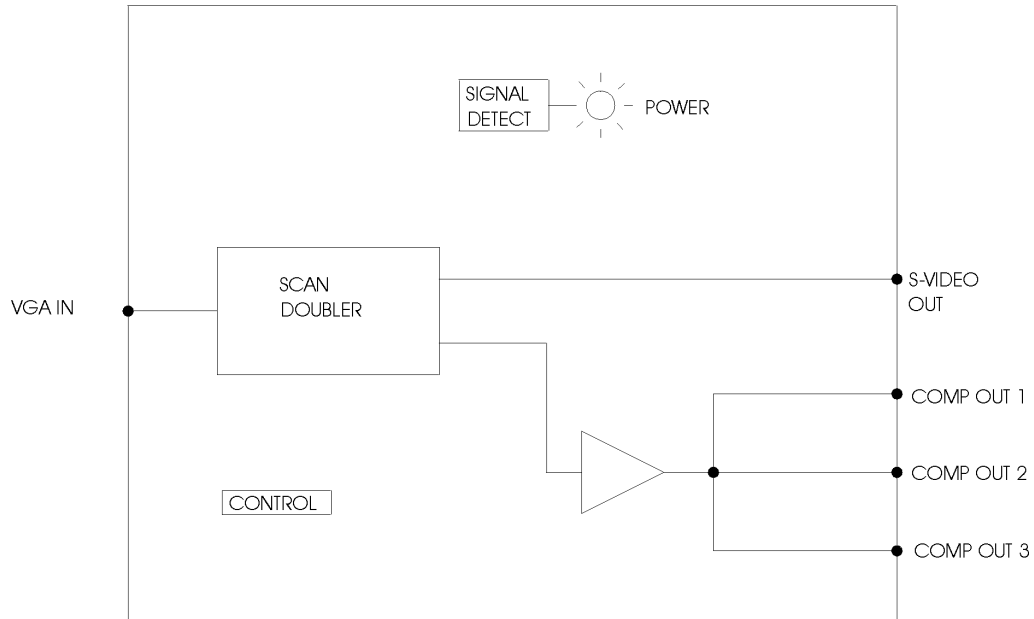 SIGNAL
DETECT
POWER
VGA IN
SCAN
DOUBLER
S-VIDEO
OUT
COMP OUT 1
COMP OUT 2
CONTROL
COMP OUT 3